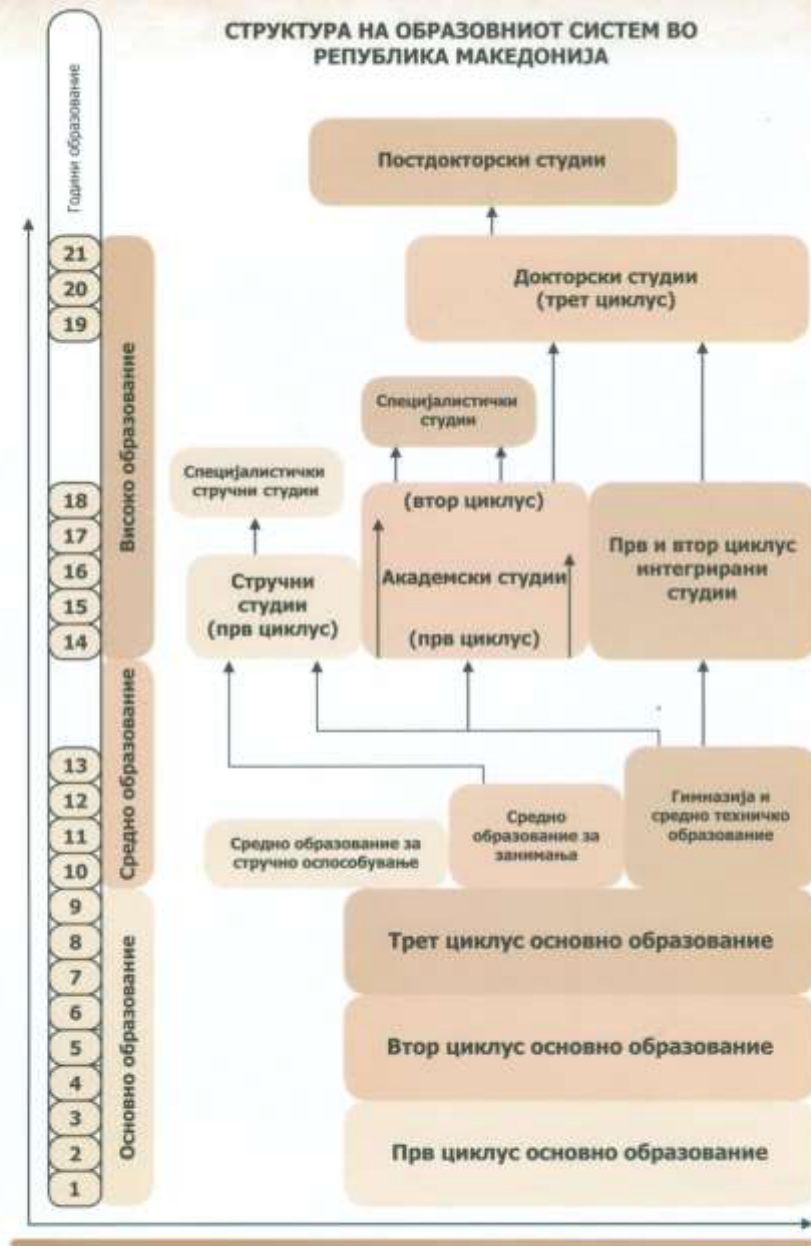 СТРУКТУРА НА ОБРАЗОВНИОТ СИСТЕМ ВО
РЕПУБЛИКА МАКЕДОНИЈА
Години образование
Постдокторски студии
21
20
19
Докторски студии
(трет циклус)
Високо образование
Специјалистички
студии
Специјалистички
стручни студии
18
17
16
15
14
(втор циклус)
Академски студии
(прв циклус)
Стручни
студии
(прв циклус)
Прв и втор циклус
интегрирани
студии
Средно образование
13
12
11
10
Средно образование за
стручно оспособување
Средно
образование за
занимања
Гимназија и
средно техничко
образование
Основно образование
9
8
7
Трет циклус основно образование
6
5
4
Втор циклус основно образование
3
2
1
Прв циклус основно образование